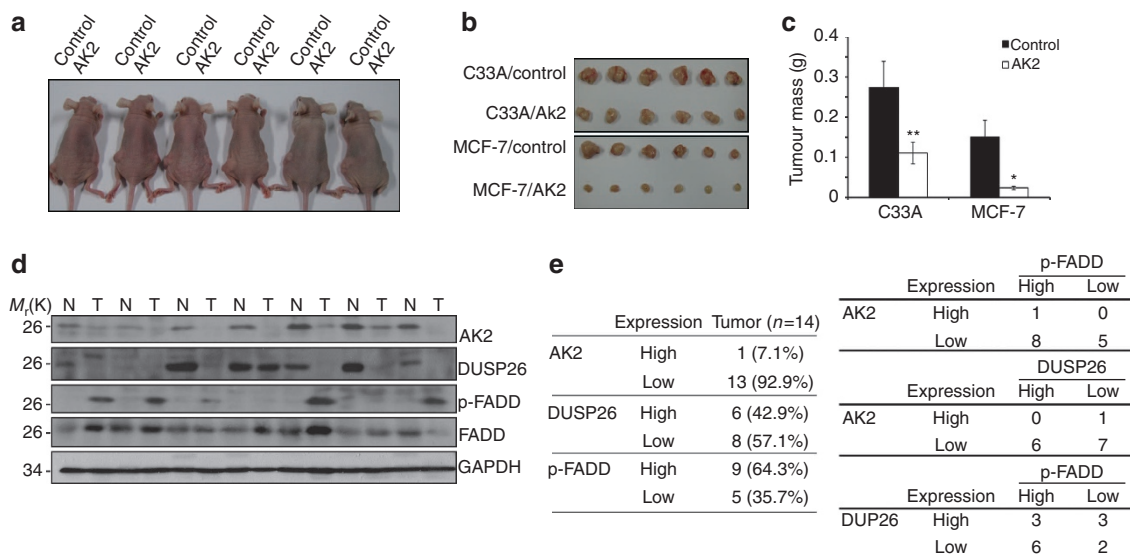 a
Control Control Control Control Control Control
AK2 AK2 AK2 AK2 AK2 AK2
b
C33A/control
C33A/Ak2
MCF-7/control
MCF-7/AK2
c
Tumour mass (g)
0.4
0.3
0.2
0.1
0
Control
AK2
**
*
C33A MCF-7
d
Mr(K) N T N T N T N T N T N T N T
26 AK2
26 DUSP26
26 p-FADD
26 FADD
34 GAPDH
e
Expression Tumor (n=14)
AK2 High 1 (7.1%)
Low 13 (92.9%)
DUSP26 High 6 (42.9%)
Low 8 (57.1%)
p-FADD High 9 (64.3%)
Low 5 (35.7%)
p-FADD
Expression High Low
AK2 High 1 0
Low 8 5
DUSP26
Expression High Low
AK2 High 0 1
Low 6 7
p-FADD
Expression High Low
DUP26 High 3 3
Low 6 2